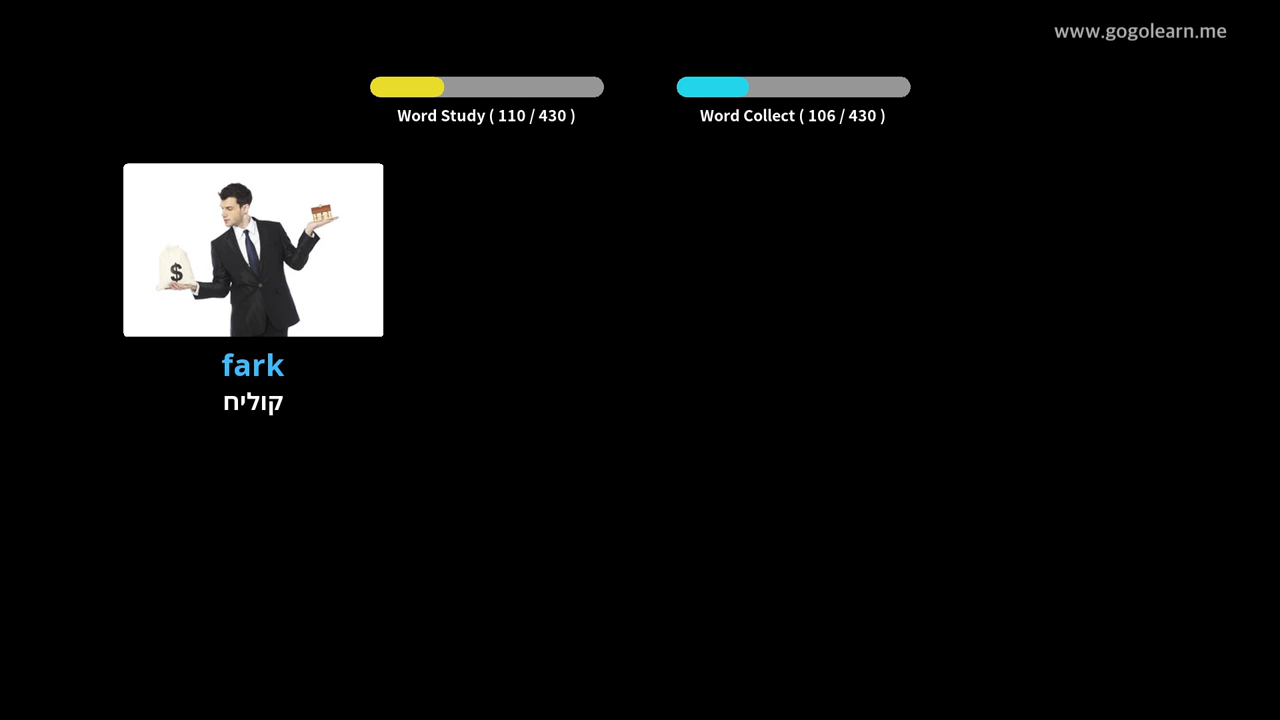 www.gogolearn.me
Word Study ( 110 / 430 )
Word Collect ( 106 / 430 )
$
fark
קוליח